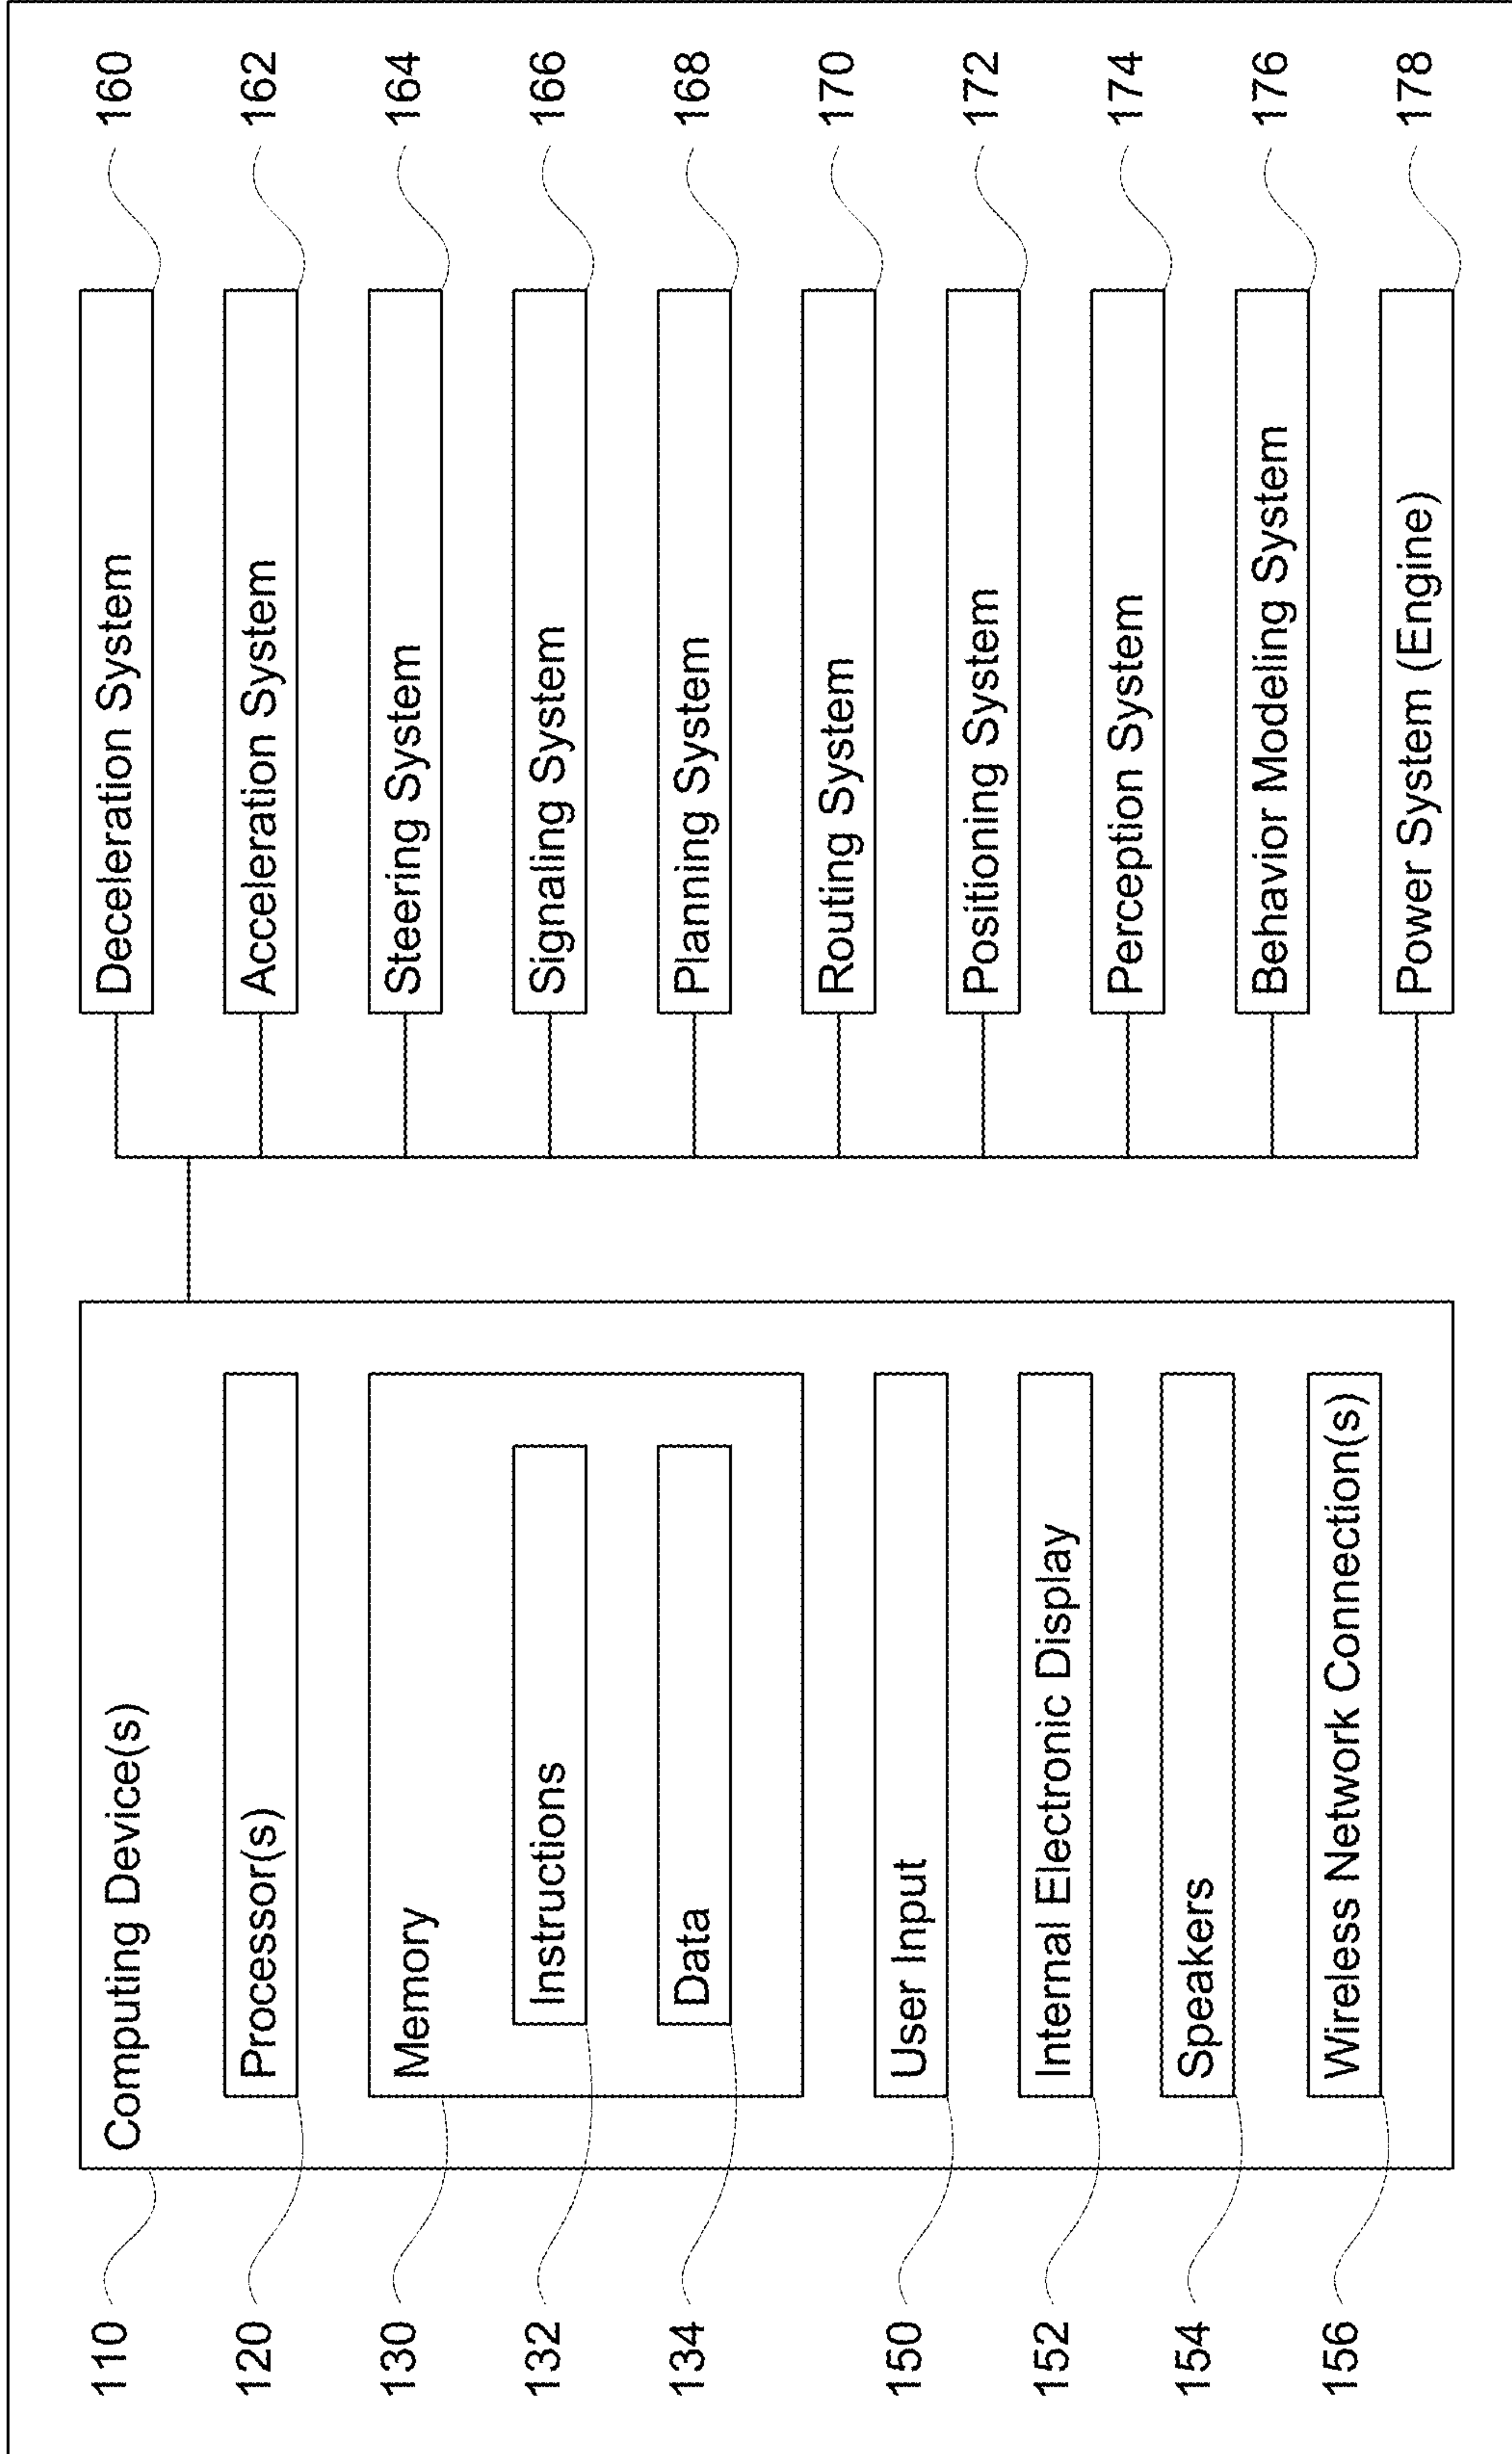 110
Computing Device(s)
120
Processor(s)
130
Memory
132
Instructions
134
Data
150
User Input
152
Internal Electronic Display
154
Speakers
156
Wireless Network Connection(s)
Deceleration System
160
Acceleration System
162
Steering System
164
Signaling System
166
Planning System
168
Routing System
170
Positioning System
172
Perception System
174
Behavior Modeling System
176
Power System (Engine)
178